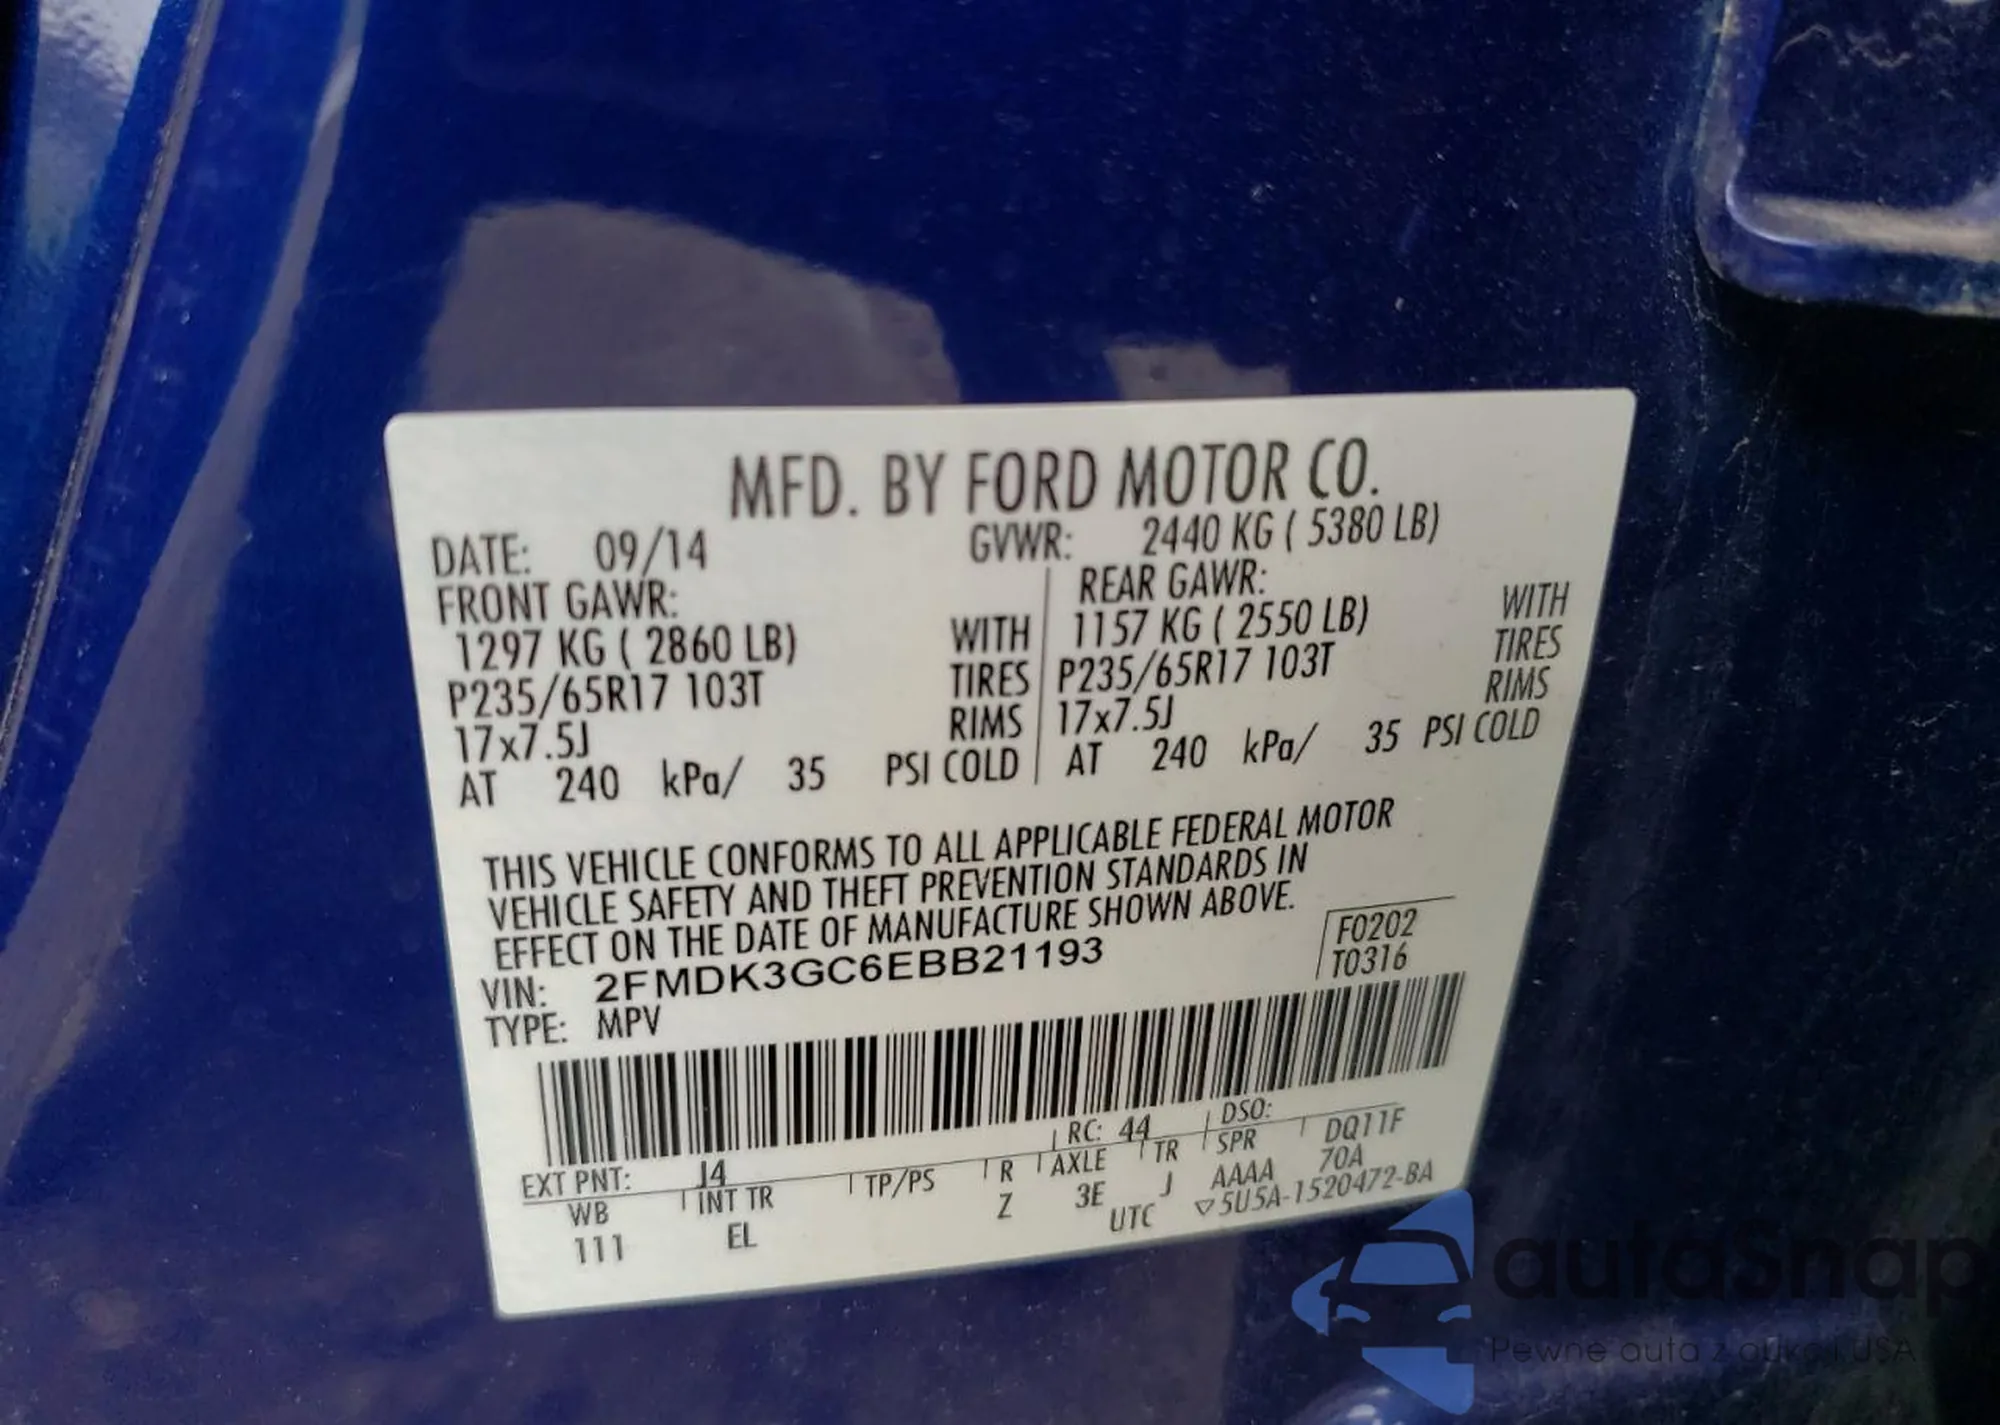 MFD. BY FORD MOTOR CO.
DATE: 09/14 GVWR: 2440 KG ( 5380 LB)
FRONT GAWR: REAR GAWR:
1297 KG ( 2860 LB) WITH 1157 KG ( 2550 LB) WITH
P235/65R17 103T TIRES P235/65R17 103T TIRES
17x7.5J RIMS 17x7.5J RIMS
AT 240 kPa/ 35 PSI COLD AT 240 kPa/ 35 PSI COLD
THIS VEHICLE CONFORMS TO ALL APPLICABLE FEDERAL MOTOR
VEHICLE SAFETY AND THEFT PREVENTION STANDARDS IN
EFFECT ON THE DATE OF MANUFACTURE SHOWN ABOVE.
F0202
VIN: 2FMDK3GC6EBB21193 T0316
TYPE: MPV
EXT PNT: J4 RC: 44 DSO:
WB INT TR TP/PS R AXLE TR SPR DQ11F
111 EL Z 3E J AAAA 70A
UTC ▽5U5A-1520472-BA
autaSnap
Pewne auta z aukcji USA